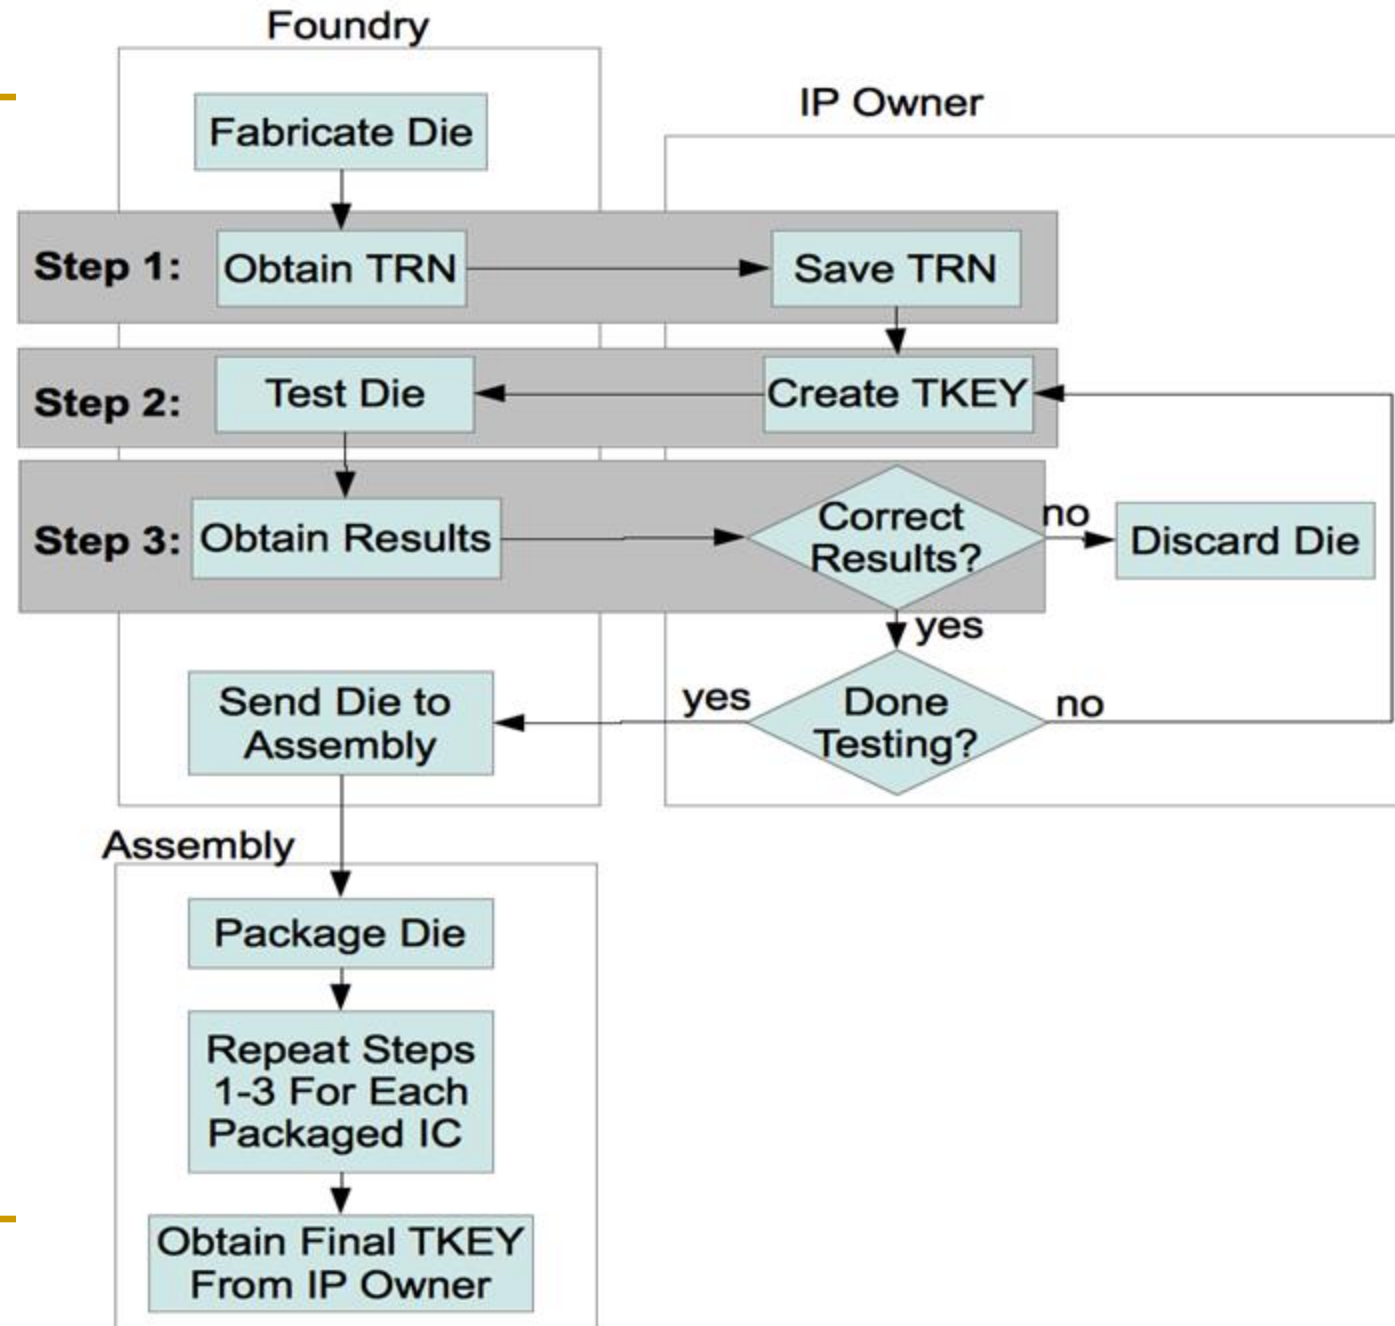 Foundry
IP Owner
Fabricate Die
Step 1:
Obtain TRN
Save TRN
Step 2:
Test Die
Create TKEY
Step 3:
Obtain Results
Correct
Results?
no
Discard Die
yes
Send Die to
Assembly
yes
Done
Testing?
no
Assembly
Package Die
Repeat Steps
1-3 For Each
Packaged IC
Obtain Final TKEY
From IP Owner